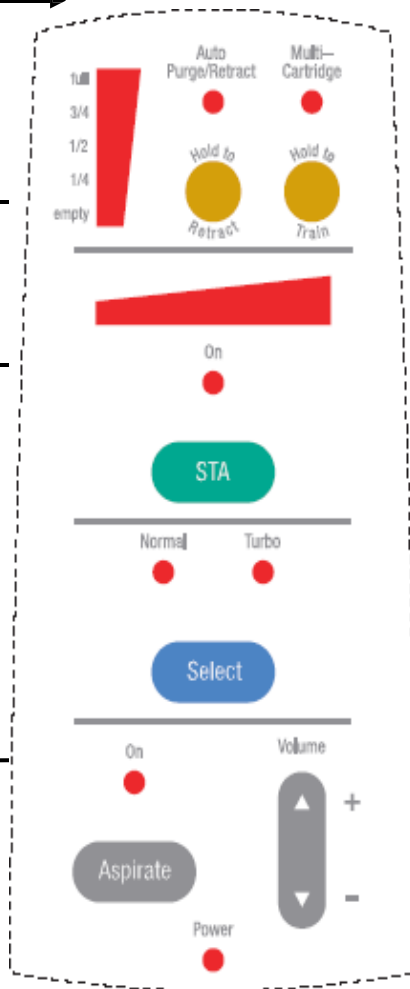 Auto
Purge/Retract
Multi–
Cartridge
full
3/4
1/2
1/4
empty
Hold to
Retract
Hold to
Train
On
STA
Normal
Turbo
Select
On
Volume
+
Aspirate
–
Power